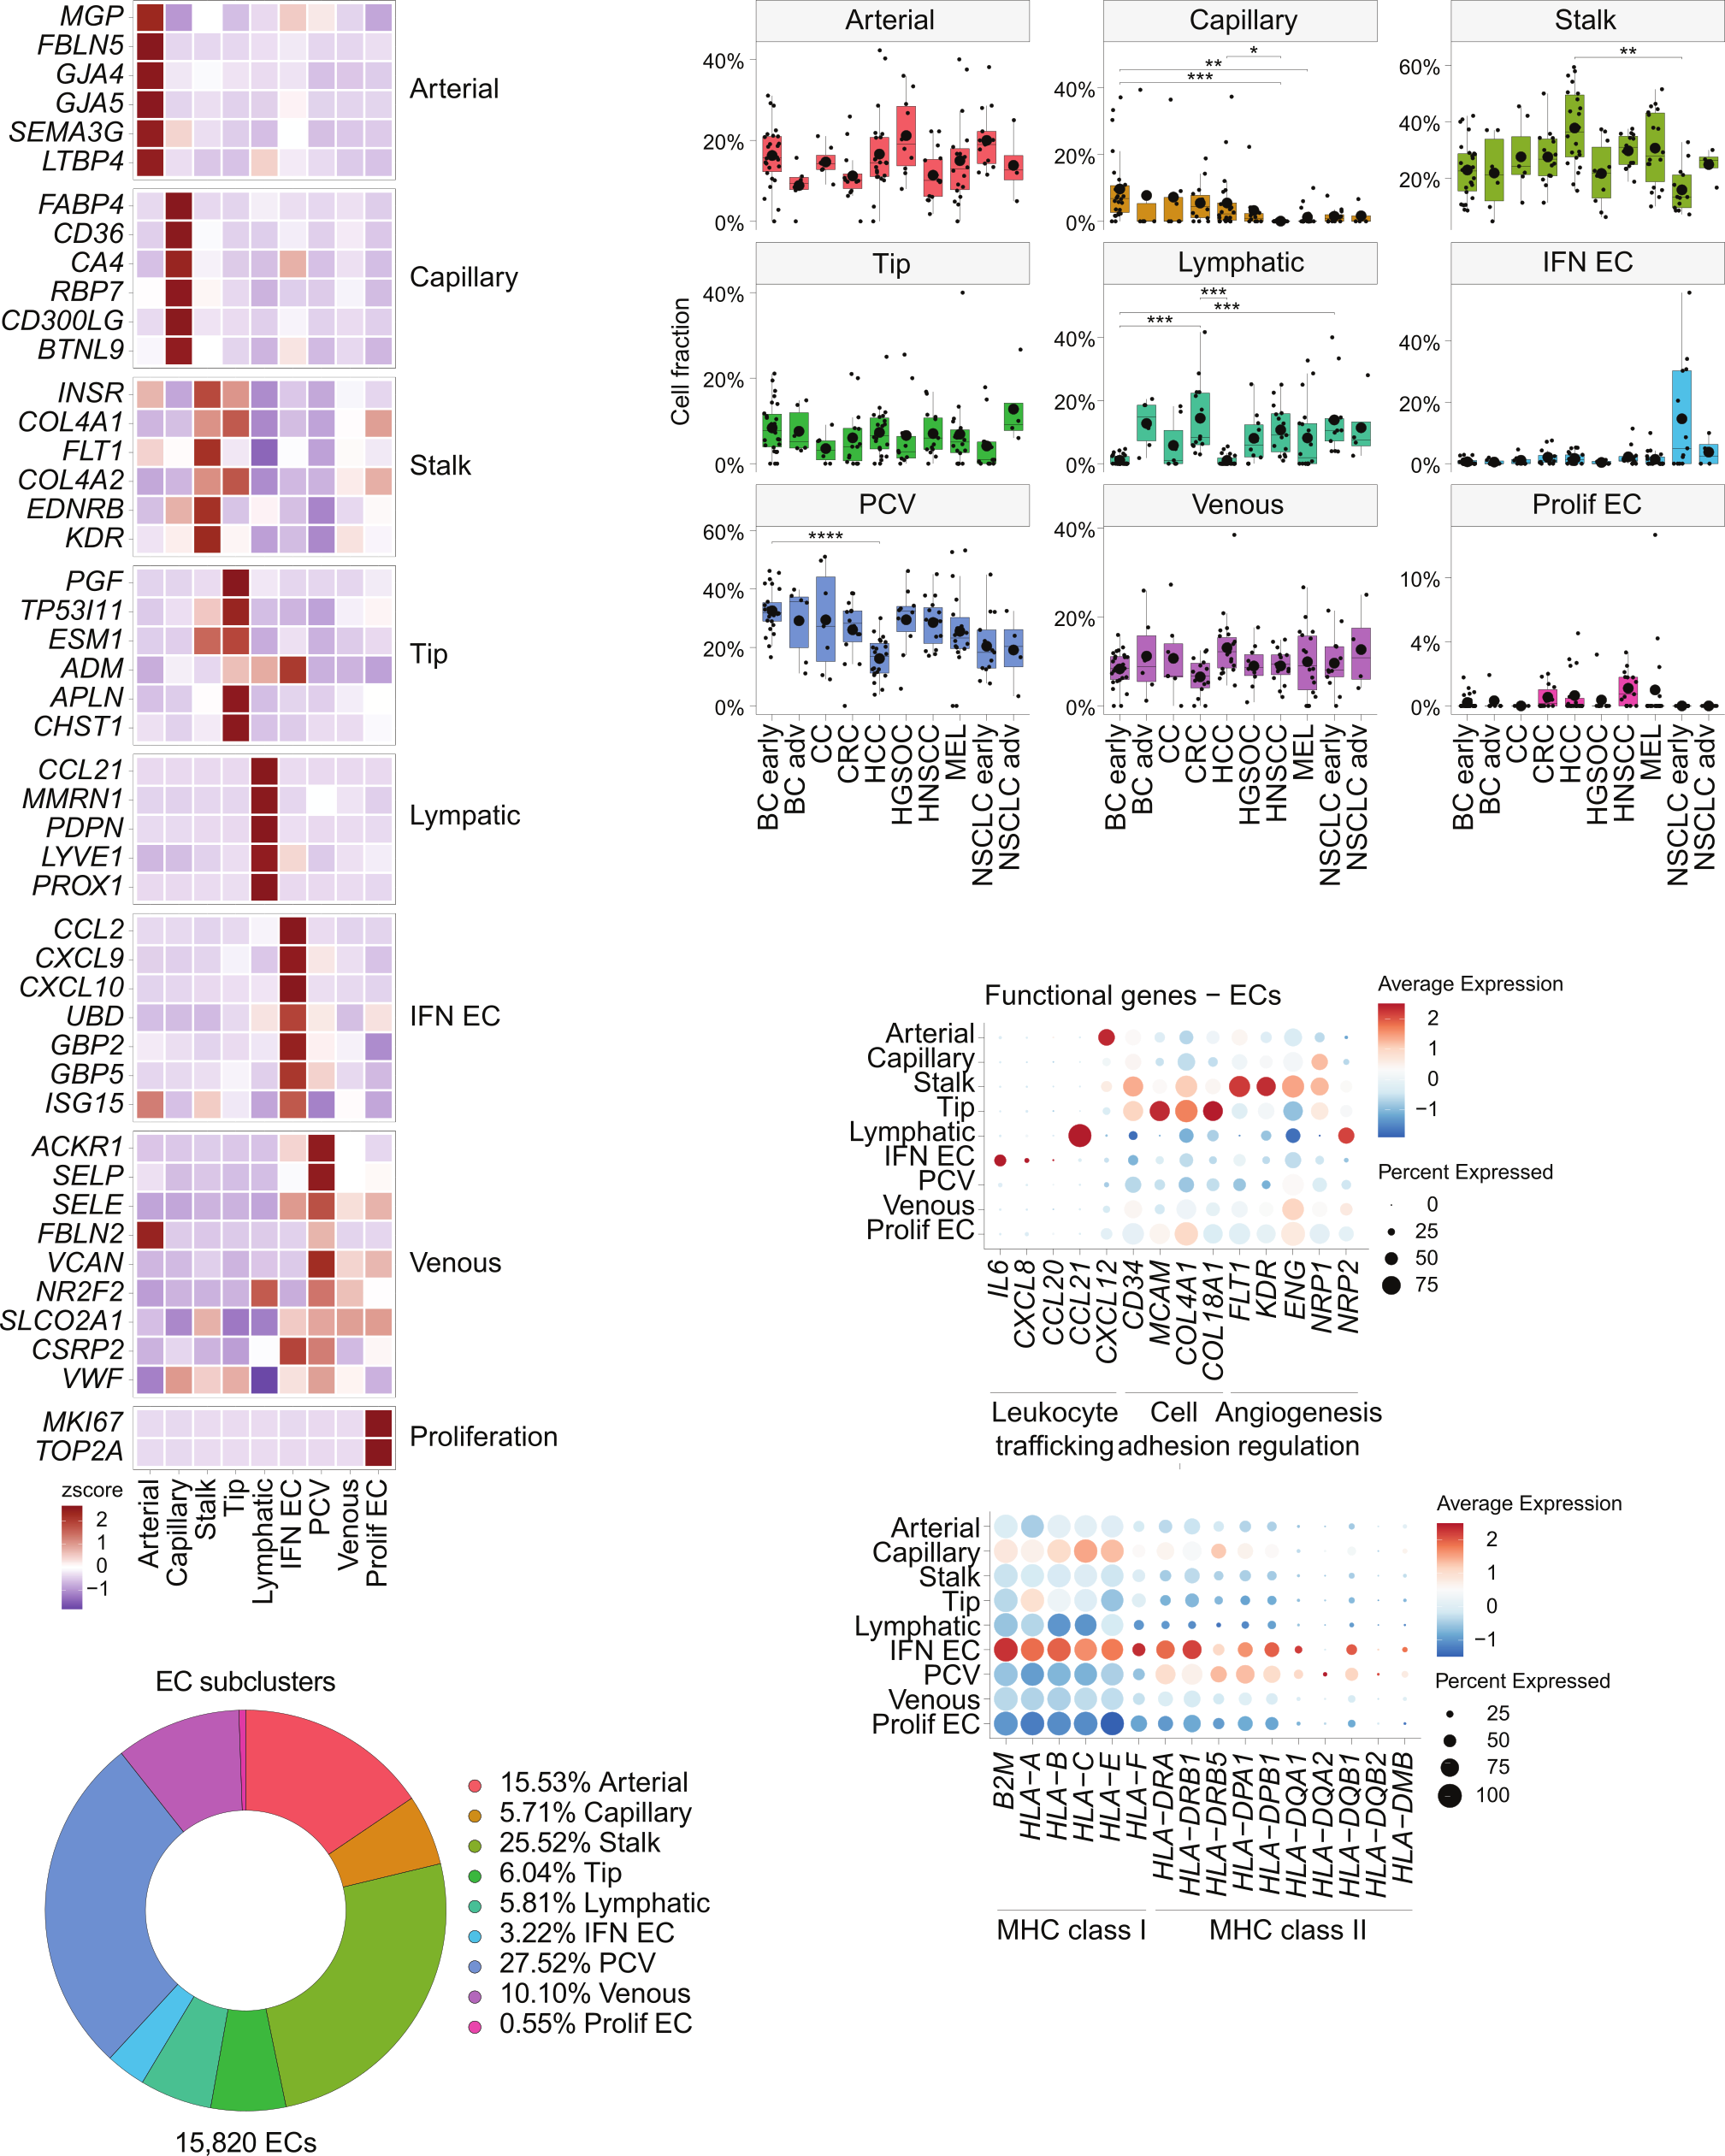 MGP
FBLN5
GJA4
GJA5
SEMA3G
LTBP4
Arterial
FABP4
CD36
CA4
RBP7
CD300LG
BTNL9
Capillary
INSR
COL4A1
FLT1
COL4A2
EDNRB
KDR
Stalk
PGF
TP53I11
ESM1
ADM
APLN
CHST1
Tip
CCL21
MMRN1
PDPN
LYVE1
PROX1
Lympatic
CCL2
CXCL9
CXCL10
UBD
GBP2
GBP5
ISG15
IFN EC
ACKR1
SELP
SELE
FBLN2
VCAN
NR2F2
SLCO2A1
CSRP2
VWF
Venous
MKI67
TOP2A
Proliferation
zscore
2
1
0
−1
Arterial
Capillary
Stalk
Tip
Lymphatic
IFN EC
PCV
Venous
Prolif EC
Cell fraction
Arterial
40%
20%
0%
Capillary
40%
20%
0%
*
**
***
Stalk
60%
40%
20%
**
Tip
40%
20%
0%
Lymphatic
40%
20%
0%
***
***
***
IFN EC
40%
20%
0%
PCV
60%
40%
20%
0%
****
Venous
40%
20%
0%
Prolif EC
10%
4%
0%
BC early
BC adv
CC
CRC
HCC
HGSOC
HNSCC
MEL
NSCLC early
NSCLC adv
BC early
BC adv
CC
CRC
HCC
HGSOC
HNSCC
MEL
NSCLC early
NSCLC adv
BC early
BC adv
CC
CRC
HCC
HGSOC
HNSCC
MEL
NSCLC early
NSCLC adv
Functional genes − ECs
Arterial
Capillary
Stalk
Tip
Lymphatic
IFN EC
PCV
Venous
Prolif EC
IL6
CXCL8
CCL20
CCL21
CXCL12
CD34
MCAM
COL4A1
COL18A1
FLT1
KDR
ENG
NRP1
NRP2
Leukocyte trafficking
Cell adhesion
Angiogenesis regulation
Average Expression
2
1
0
−1
Percent Expressed
0
25
50
75
Arterial
Capillary
Stalk
Tip
Lymphatic
IFN EC
PCV
Venous
Prolif EC
B2M
HLA−A
HLA−B
HLA−C
HLA−E
HLA−F
HLA−DRA
HLA−DRB1
HLA−DRB5
HLA−DPA1
HLA−DPB1
HLA−DQA1
HLA−DQA2
HLA−DQB1
HLA−DQB2
HLA−DMB
MHC class I
MHC class II
Average Expression
2
1
0
−1
Percent Expressed
25
50
75
100
EC subclusters
15.53% Arterial
5.71% Capillary
25.52% Stalk
6.04% Tip
5.81% Lymphatic
3.22% IFN EC
27.52% PCV
10.10% Venous
0.55% Prolif EC
15,820 ECs